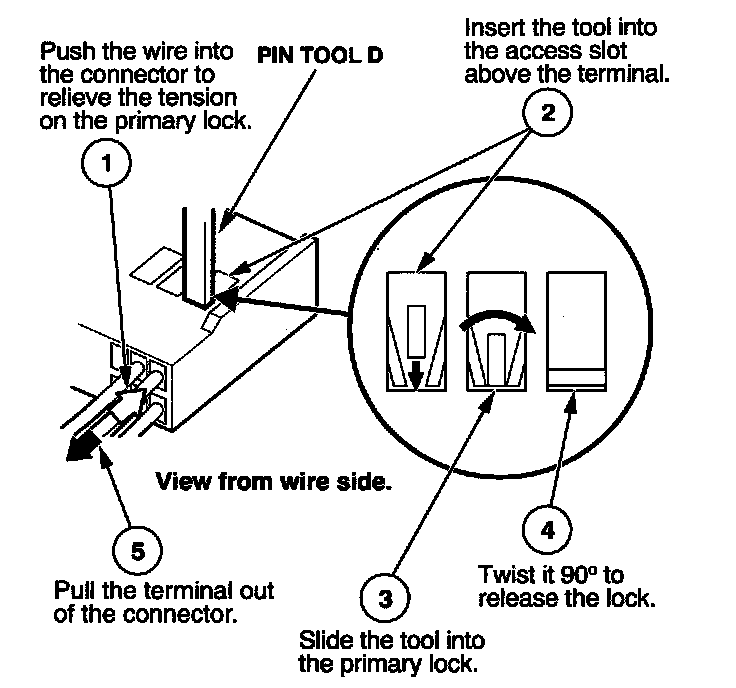 Push the wire into
the connector to
relieve the tension
on the primary lock.
1
PIN TOOL D
Insert the tool into
the access slot
above the terminal.
2
View from wire side.
5
Pull the terminal out
of the connector.
3
Slide the tool into
the primary lock.
4
Twist it 90º to
release the lock.